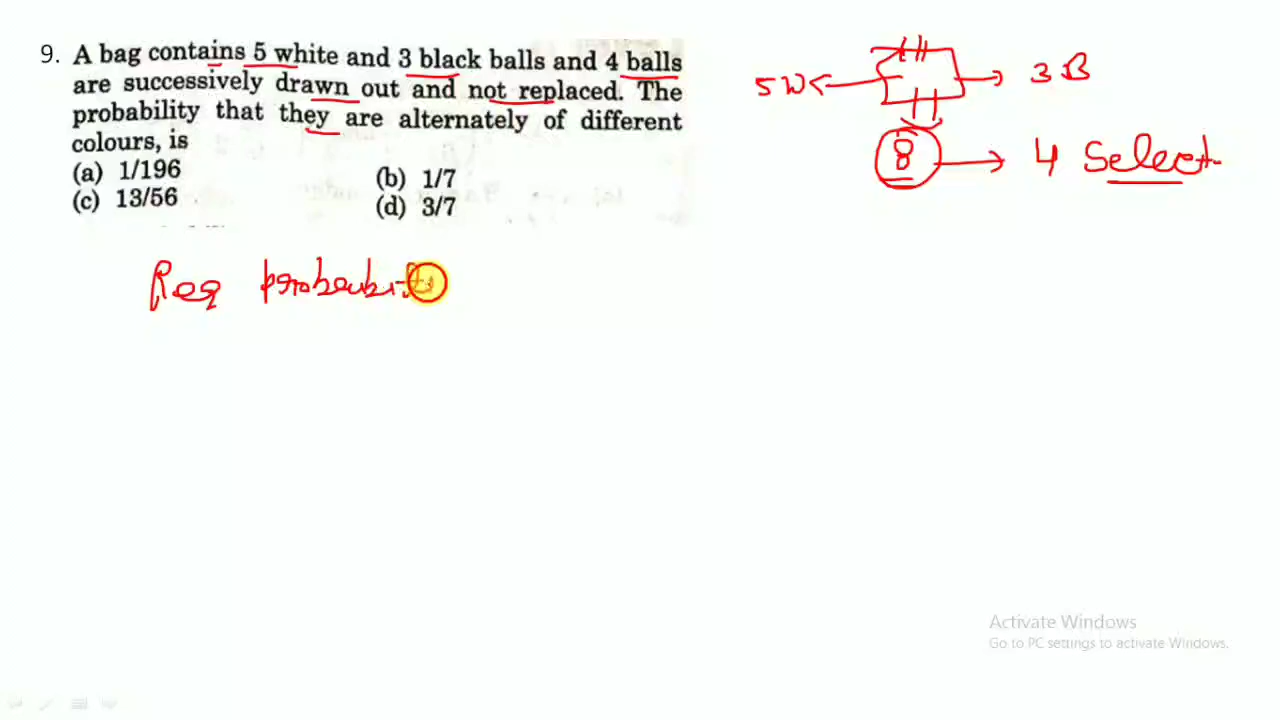 9. A bag contains 5 white and 3 black balls and 4 balls
are successively drawn out and not replaced. The
probability that they are alternately of different
colours, is
(a) 1/196 (b) 1/7
(c) 13/56 (d) 3/7
5W 3B
8 → 4 Select
Req
Activate Windows
Go to PC settings to activate Windows.